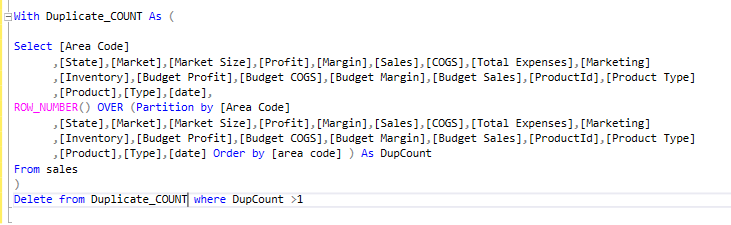 With Duplicate_COUNT As (
Select [Area Code]
,[State],[Market],[Market Size],[Profit],[Margin],[Sales],[COGS],[Total Expenses],[Marketing]
,[Inventory],[Budget Profit],[Budget COGS],[Budget Margin],[Budget Sales],[ProductId],[Product Type]
,[Product],[Type],[date],
ROW_NUMBER() OVER (Partition by [Area Code]
,[State],[Market],[Market Size],[Profit],[Margin],[Sales],[COGS],[Total Expenses],[Marketing]
,[Inventory],[Budget Profit],[Budget COGS],[Budget Margin],[Budget Sales],[ProductId],[Product Type]
,[Product],[Type],[date] Order by [area code] ) As DupCount
From sales
)
Delete from Duplicate_COUNT where DupCount >1